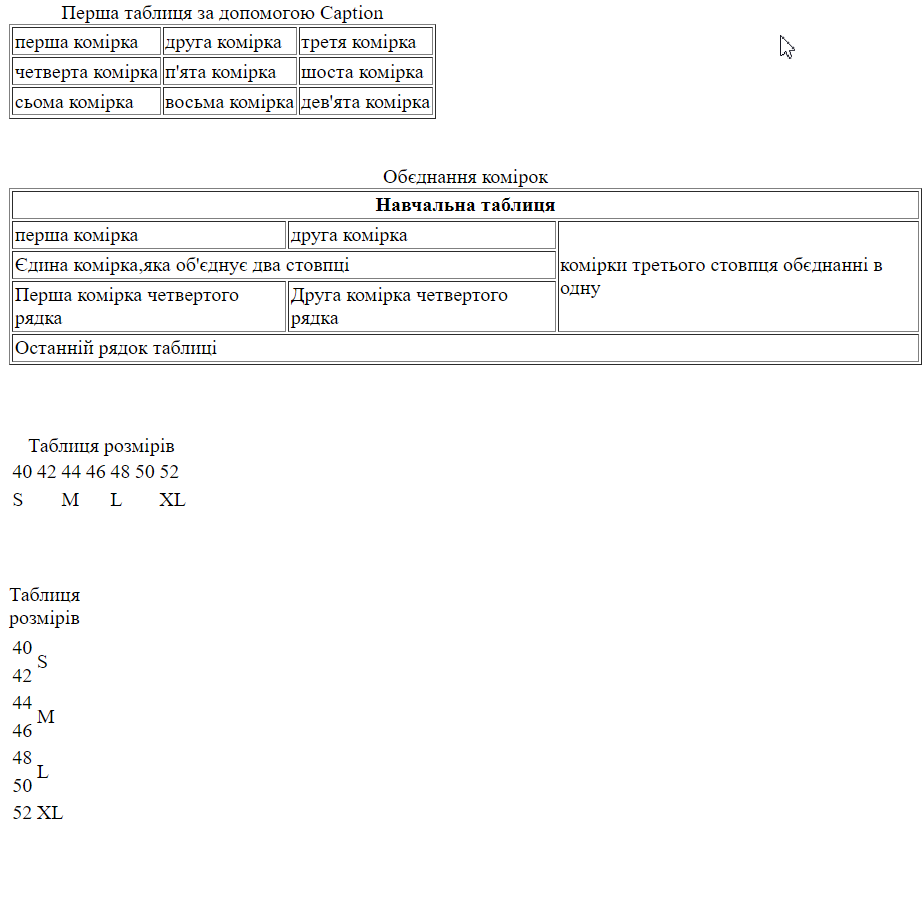 Перша таблиця за допомогою Caption
перша комірка друга комірка третя комірка
четверта комірка п'ята комірка шоста комірка
сьома комірка восьма комірка дев'ята комірка
Обєднання комірок
Навчальна таблиця
перша комірка друга комірка
Єдина комірка,яка об'єднує два стовпці
комірки третього стовпця обєднанні в
одну
Перша комірка четвертого
рядка
Друга комірка четвертого
рядка
Останній рядок таблиці
Таблиця розмірів
40 42 44 46 48 50 52
S M L XL
Таблиця
розмірів
40
S
42
44
M
46
48
L
50
52 XL